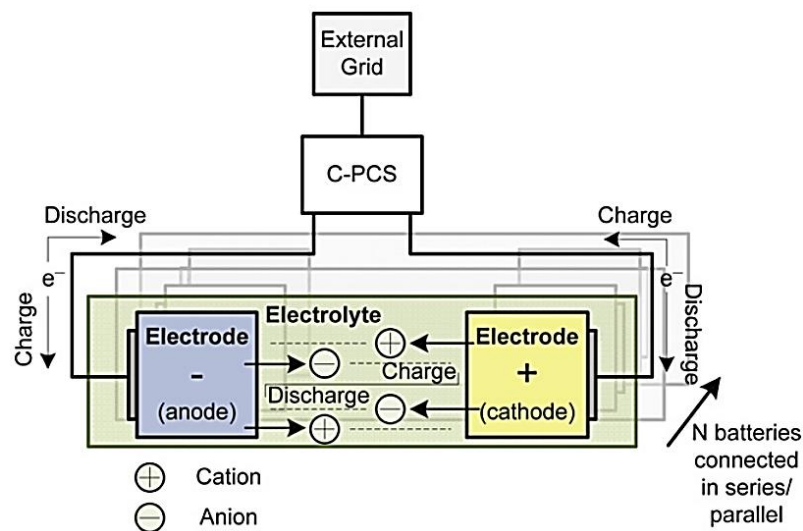 External
Grid
C-PCS
Discharge
Charge
e⁻
e⁻
Charge
Discharge
Electrolyte
Electrode
-
(anode)
Electrode
+
(cathode)
+
−
Charge
Discharge
−
+
N batteries
connected
in series/
parallel
+ Cation
− Anion